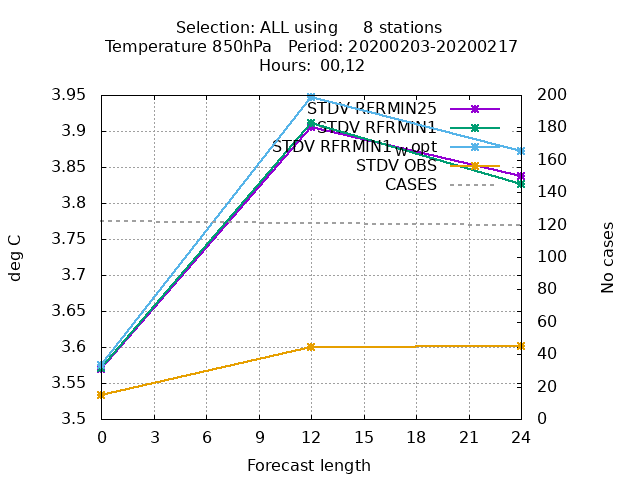 Selection: ALL using 8 stations
Temperature 850hPa Period: 20200203-20200217
Hours: 00,12
3.95
3.9
3.85
3.8
3.75
3.7
3.65
3.6
3.55
3.5
deg C
STDV RFRMIN25
STDV RFRMIN1
STDV RFRMIN1_wopt
STDV OBS
CASES
200
180
160
140
120
100
80
60
40
20
0
No cases
0 3 6 9 12 15 18 21 24
Forecast length